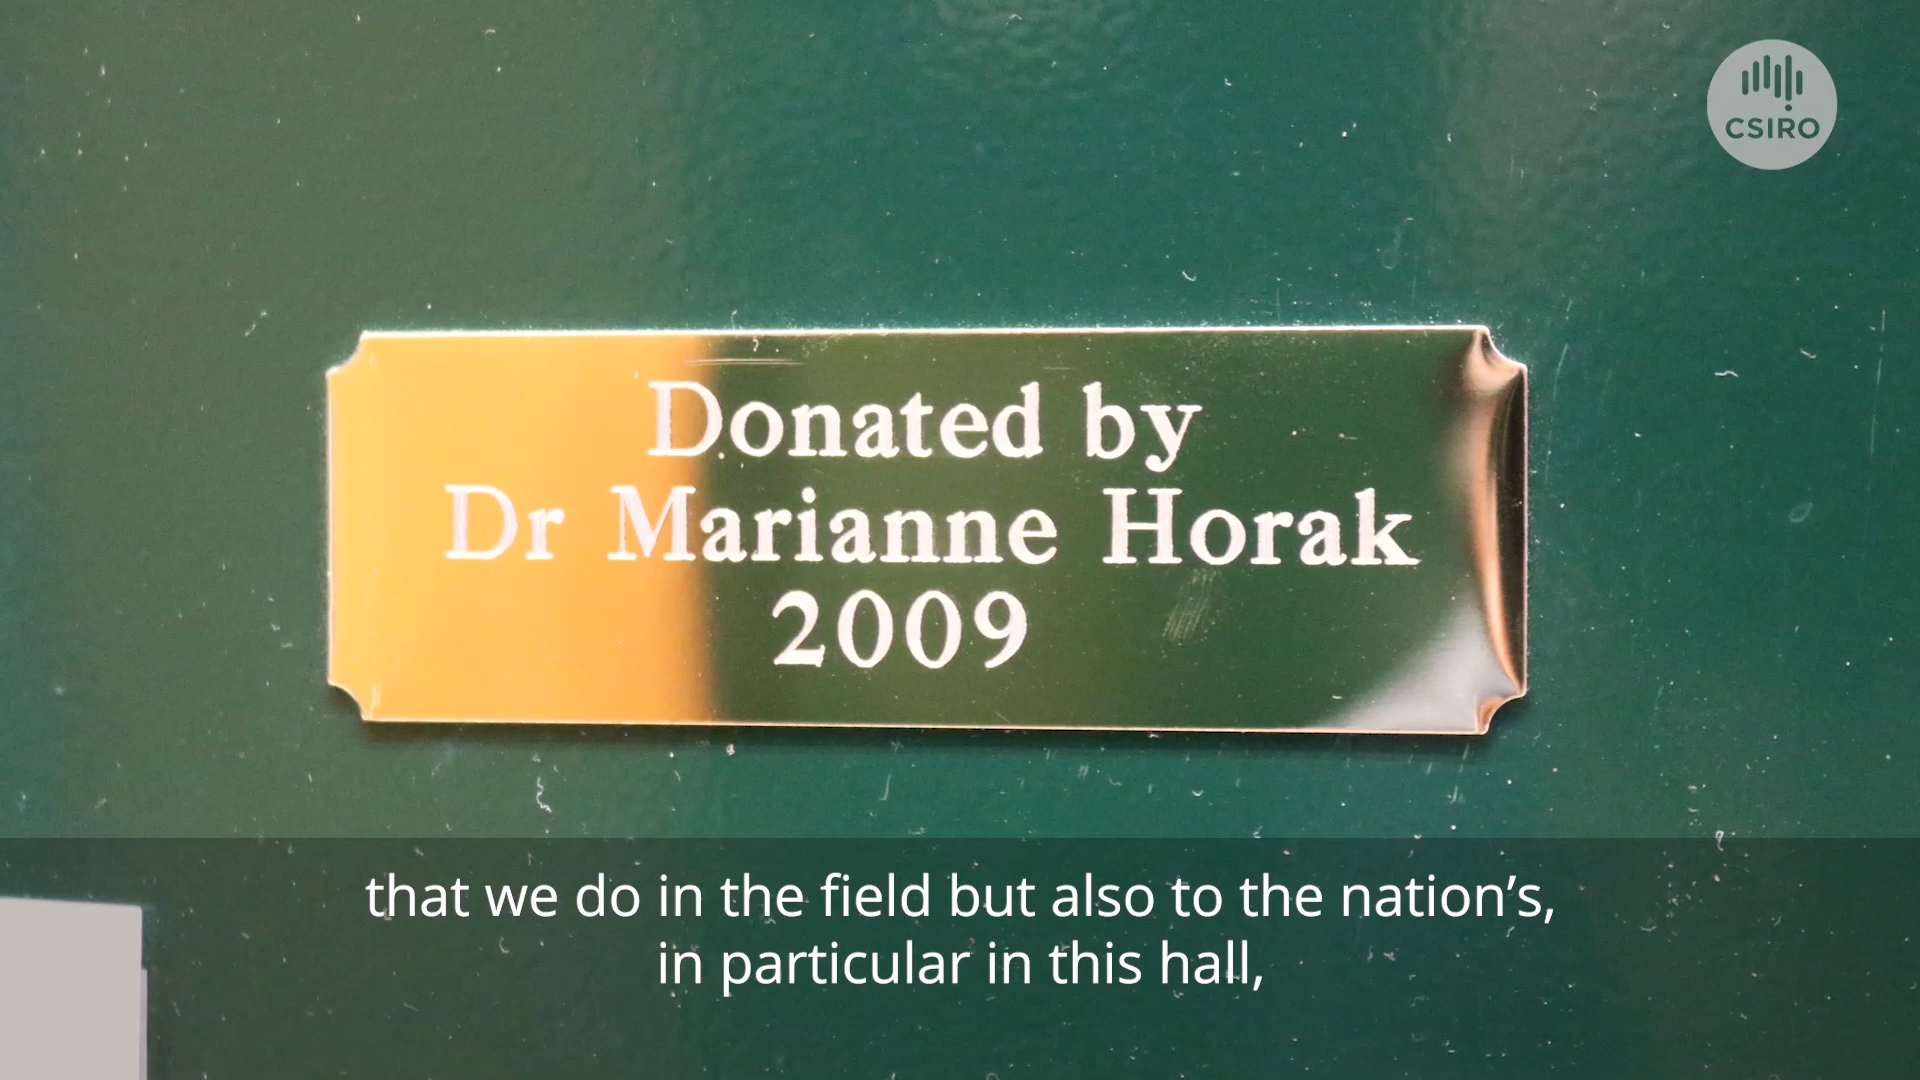 CSIRO
Donated by
Dr Marianne Horak
2009
that we do in the field but also to the nation’s,
in particular in this hall,